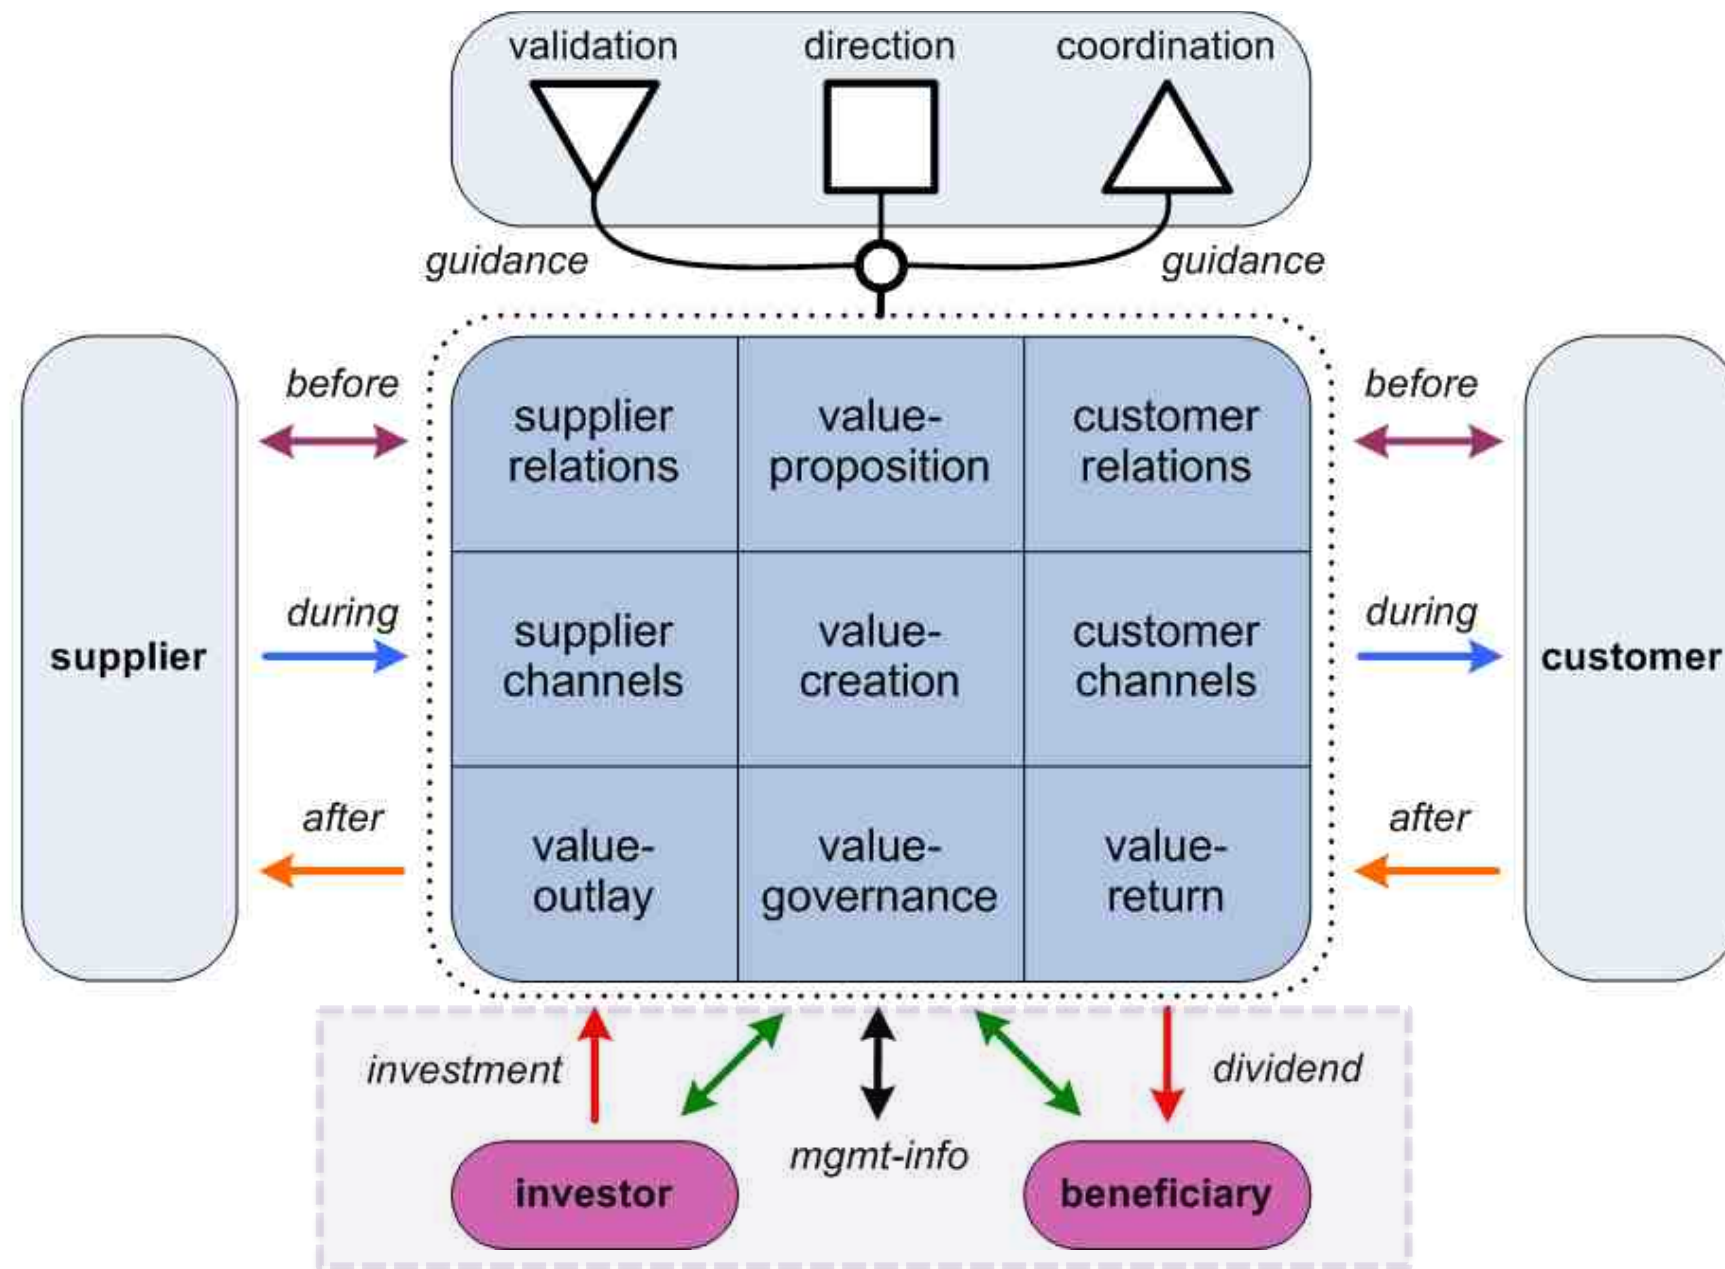 validation direction coordination
guidance guidance
before before
supplier value- customer
relations proposition relations
during during
supplier value- customer
channels creation channels
supplier customer
after after
value- value- value-
outlay governance return
investment dividend
mgmt-info
investor beneficiary